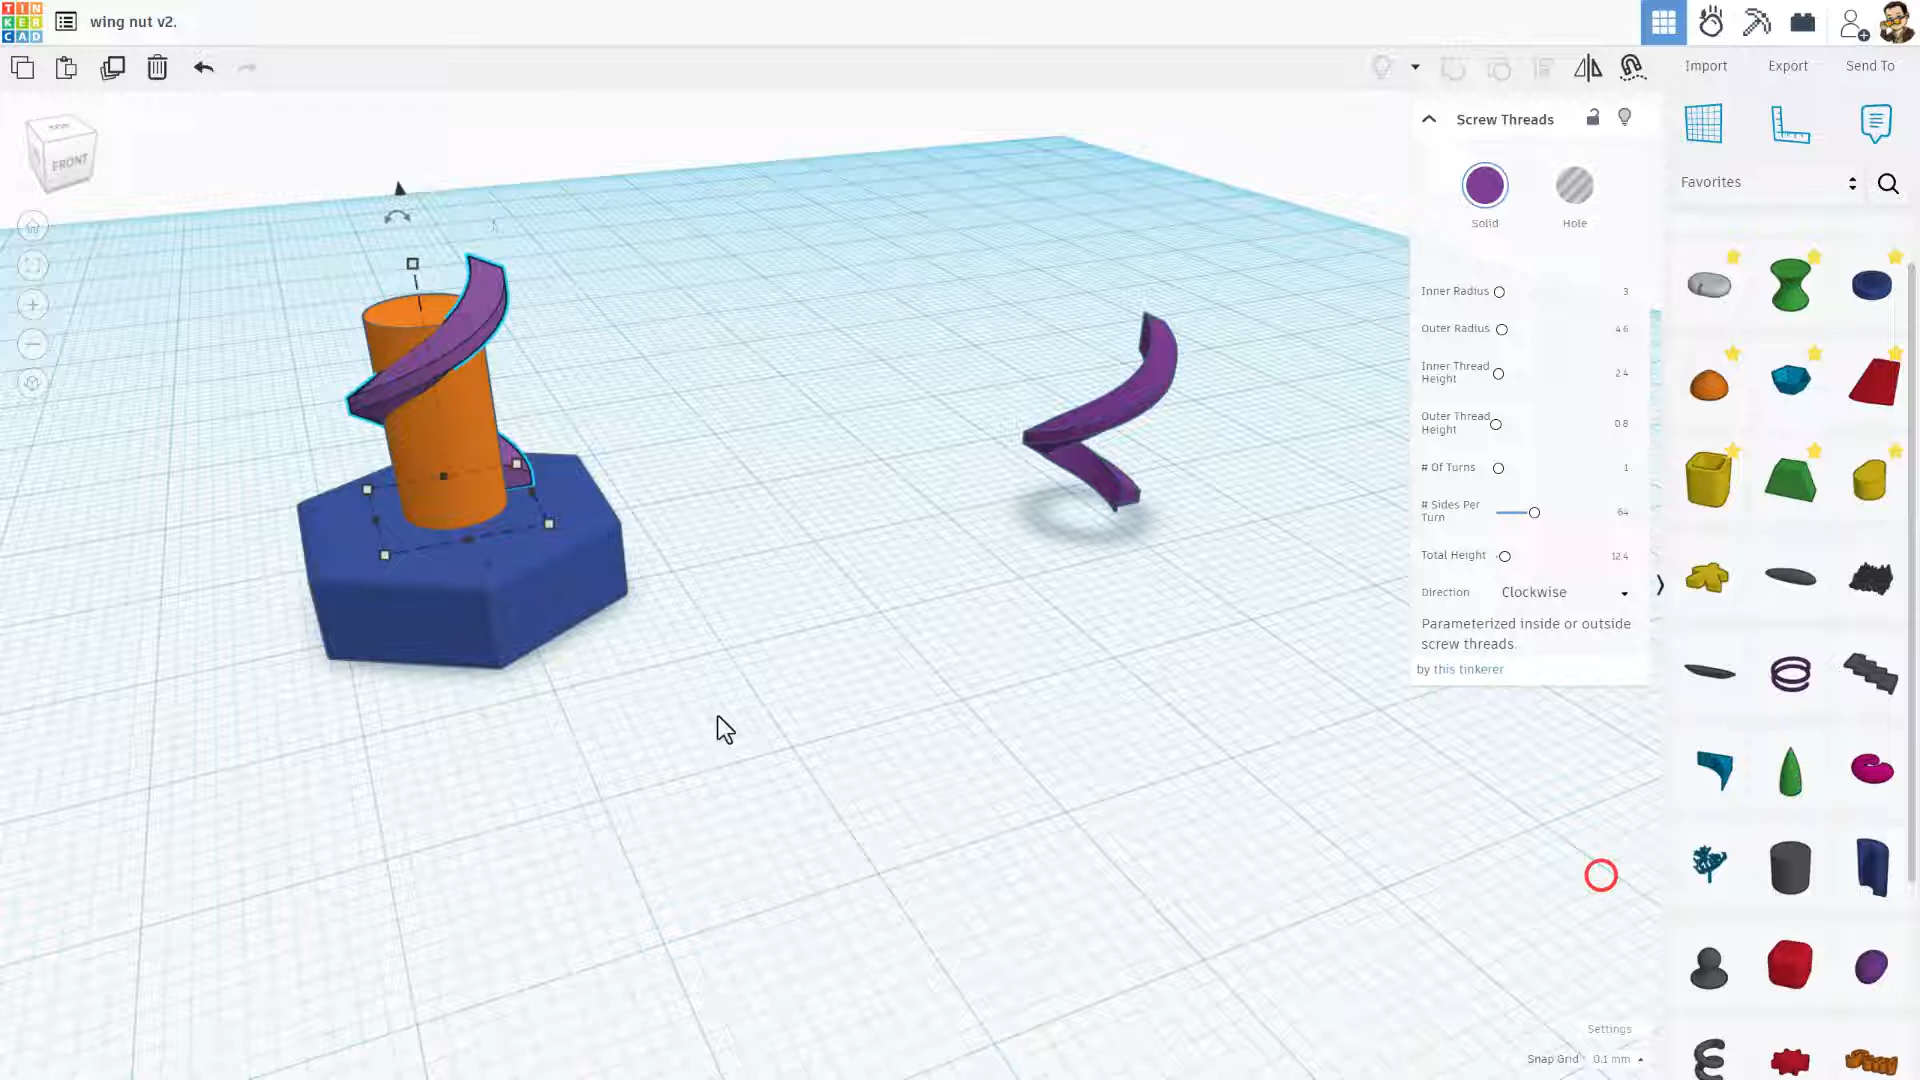 TIN
KER
CAD
wing nut v2.
Import
Export
Send To
TOP
FRONT
Screw Threads
Favorites
Solid
Hole
Inner Radius 3
Outer Radius 4.6
Inner Thread
Height
2.4
Outer Thread
Height
0.8
# Of Turns 1
# Sides Per
Turn
64
Total Height 12.4
Direction Clockwise
Parameterized inside or outside
screw threads.
by this tinkerer
Settings
Snap Grid 0.1 mm